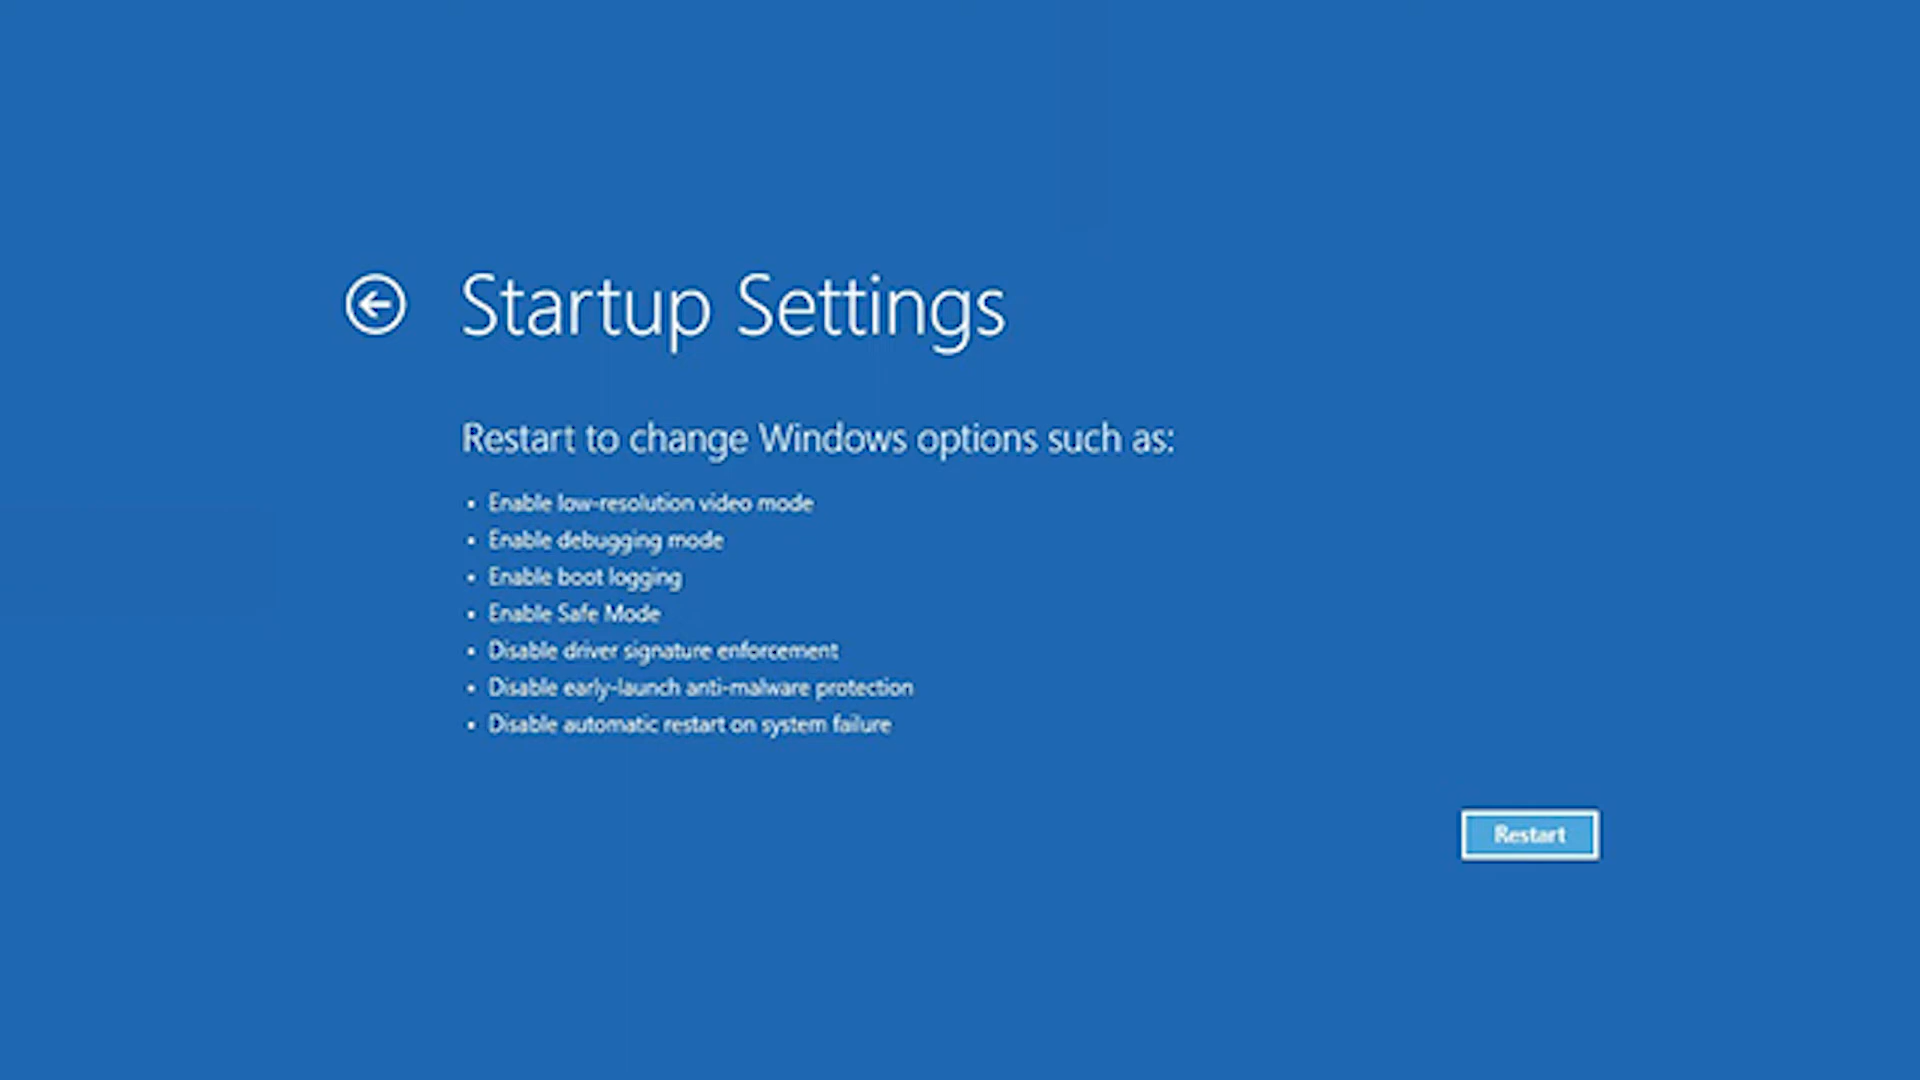 Startup Settings
Restart to change Windows options such as:
• Enable low-resolution video mode
• Enable debugging mode
• Enable boot logging
• Enable Safe Mode
• Disable driver signature enforcement
• Disable early-launch anti-malware protection
• Disable automatic restart on system failure
Restart